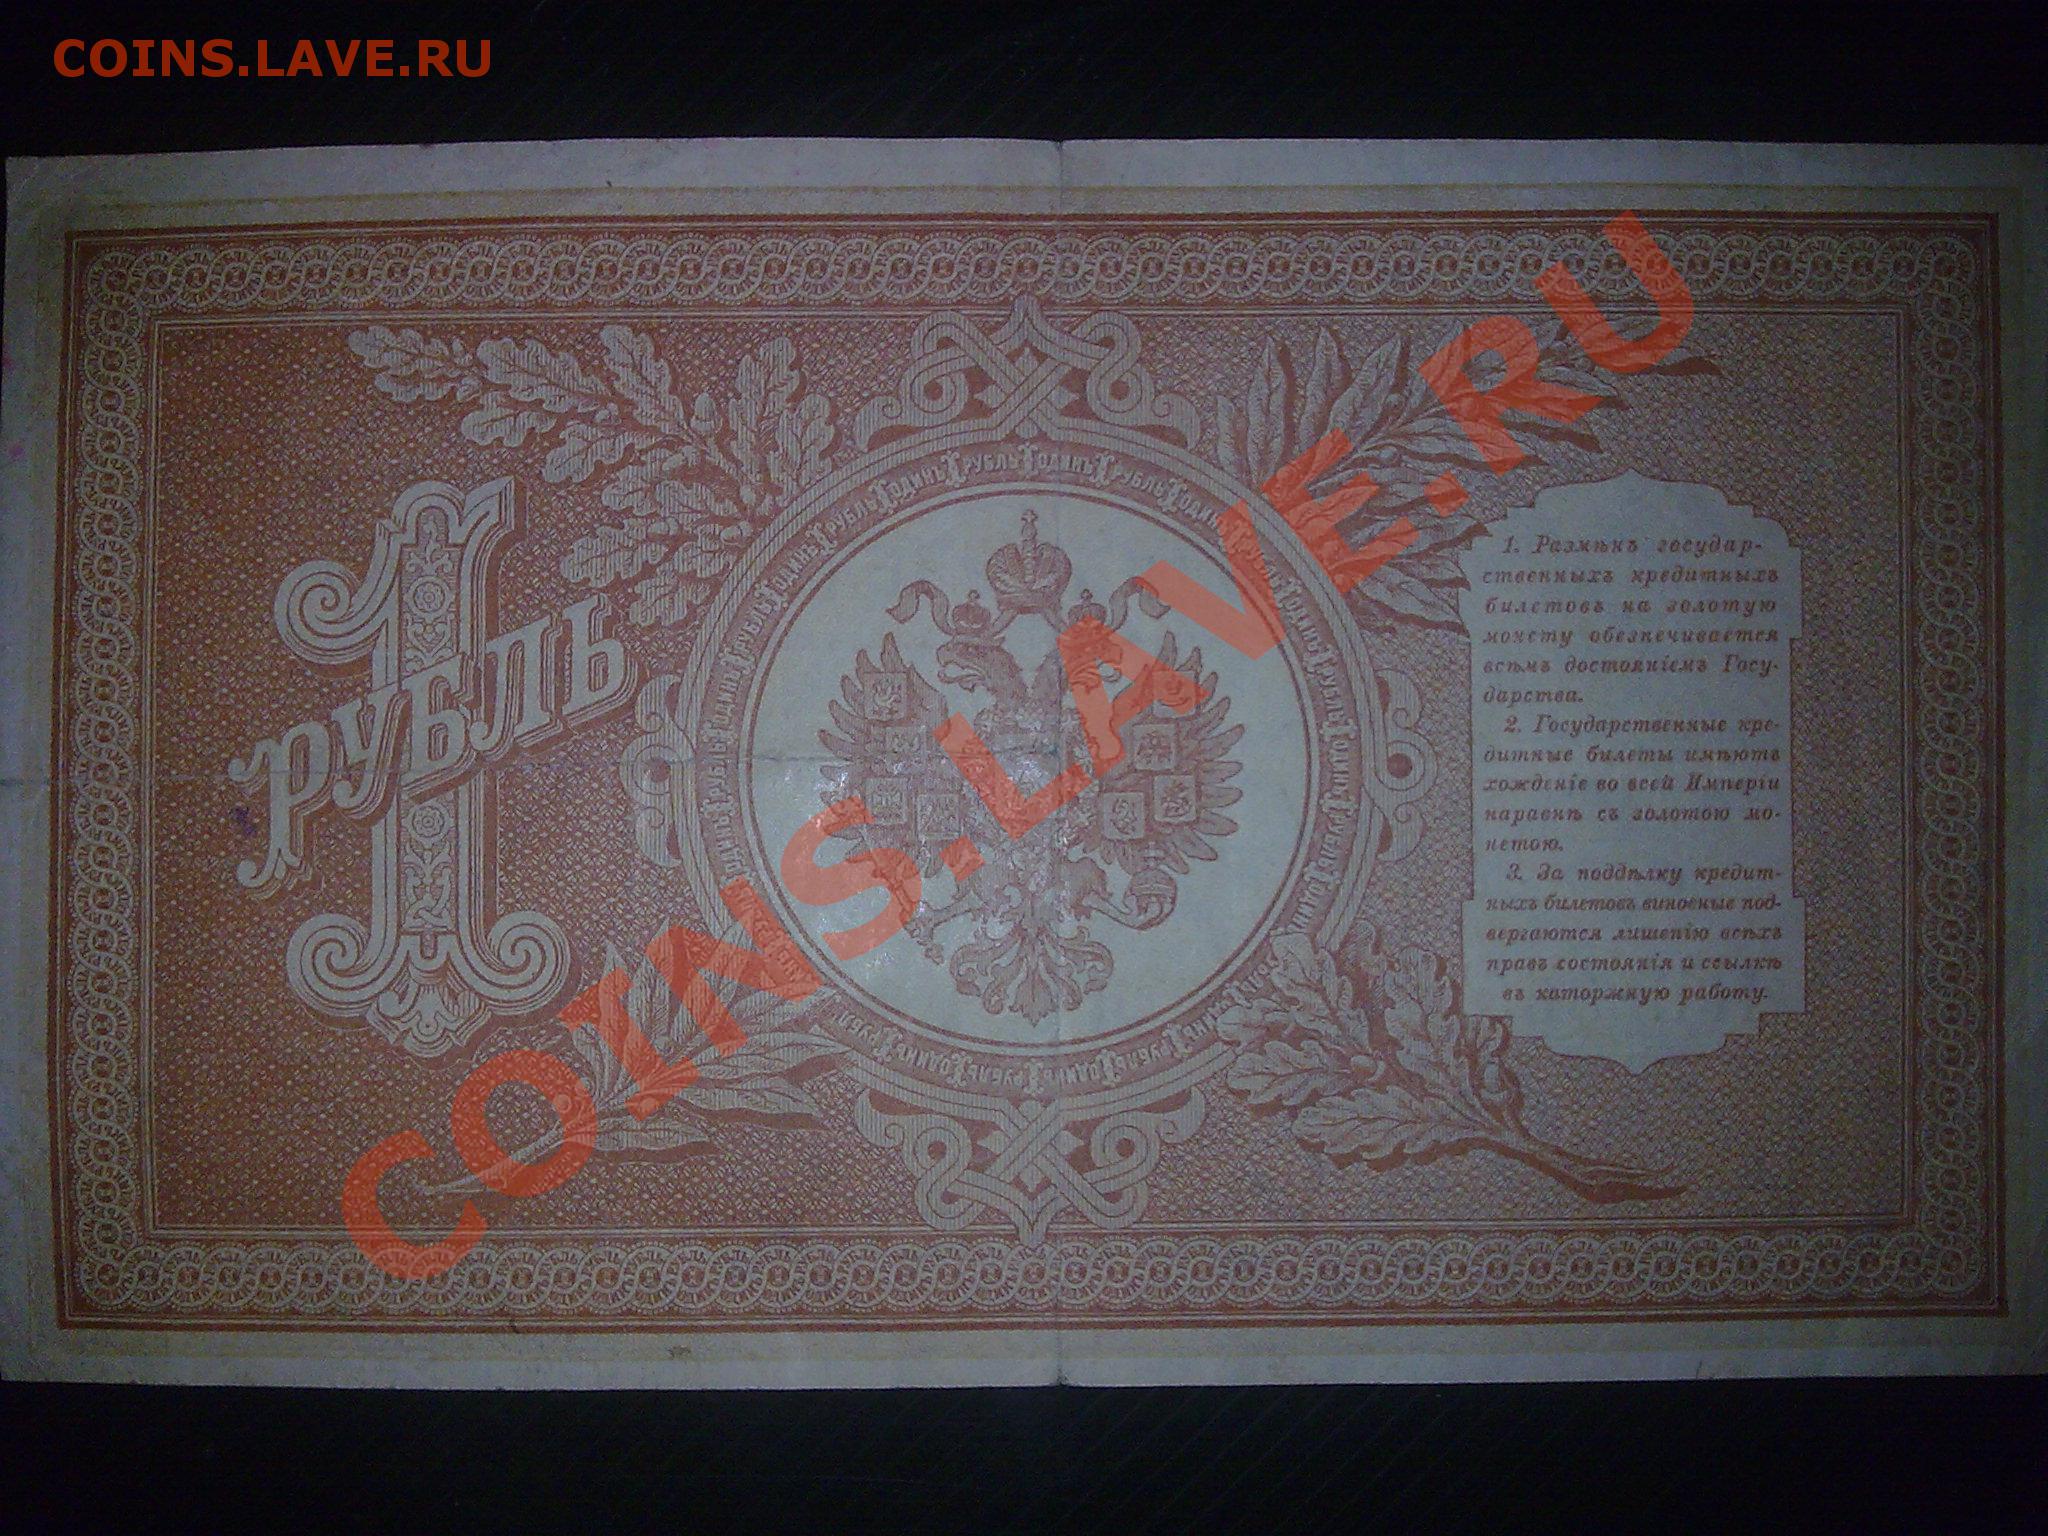 COINS.LAVE.RU
1 РУБЛЬ
1. Размѣнъ государ-
ственныхъ кредитныхъ
билетовъ на золотую
монету обезпечивается
всѣмъ достояніемъ Госу-
дарства.
2. Государственные кре-
дитные билеты имѣютъ
хожденіе во всей Имперіи
наравнѣ съ золотою мо-
нетою.
3. За поддѣлку кредит-
ныхъ билетовъ виновные под-
вергаются лишенію всѣхъ
правъ состоянія и ссылкѣ
въ каторжную работу.
COINS.LAVE.RU